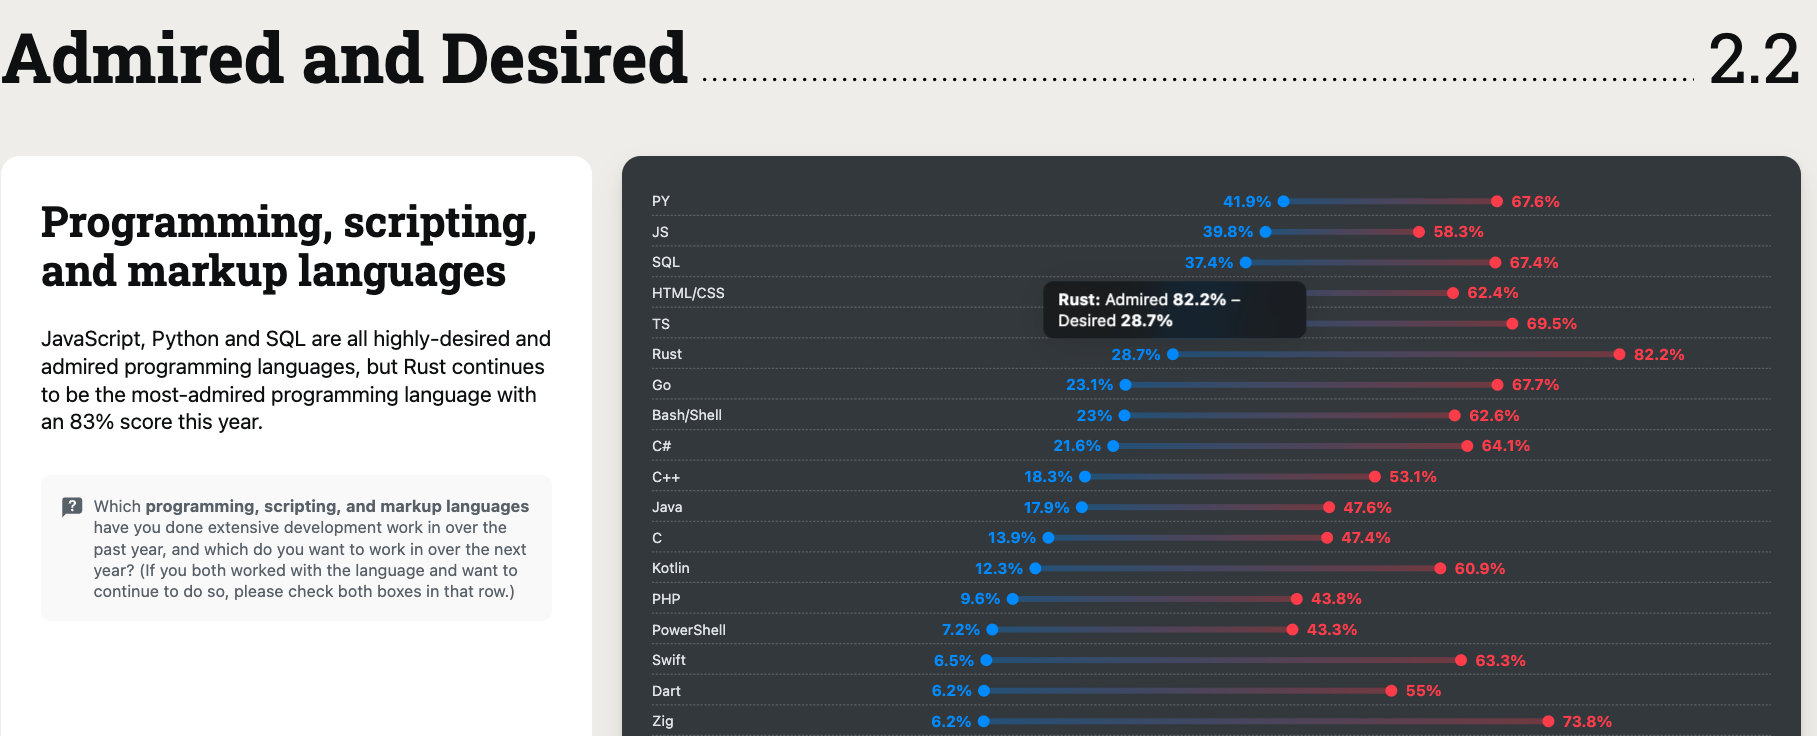 Admired and Desired 2.2
Programming, scripting,
and markup languages
JavaScript, Python and SQL are all highly-desired and
admired programming languages, but Rust continues
to be the most-admired programming language with
an 83% score this year.
Which programming, scripting, and markup languages
have you done extensive development work in over the
past year, and which do you want to work in over the next
year? (If you both worked with the language and want to
continue to do so, please check both boxes in that row.)
PY 41.9% 67.6%
JS 39.8% 58.3%
SQL 37.4% 67.4%
HTML/CSS 62.4%
Rust: Admired 82.2% –
Desired 28.7%
TS 69.5%
Rust 28.7% 82.2%
Go 23.1% 67.7%
Bash/Shell 23% 62.6%
C# 21.6% 64.1%
C++ 18.3% 53.1%
Java 17.9% 47.6%
C 13.9% 47.4%
Kotlin 12.3% 60.9%
PHP 9.6% 43.8%
PowerShell 7.2% 43.3%
Swift 6.5% 63.3%
Dart 6.2% 55%
Zig 6.2% 73.8%